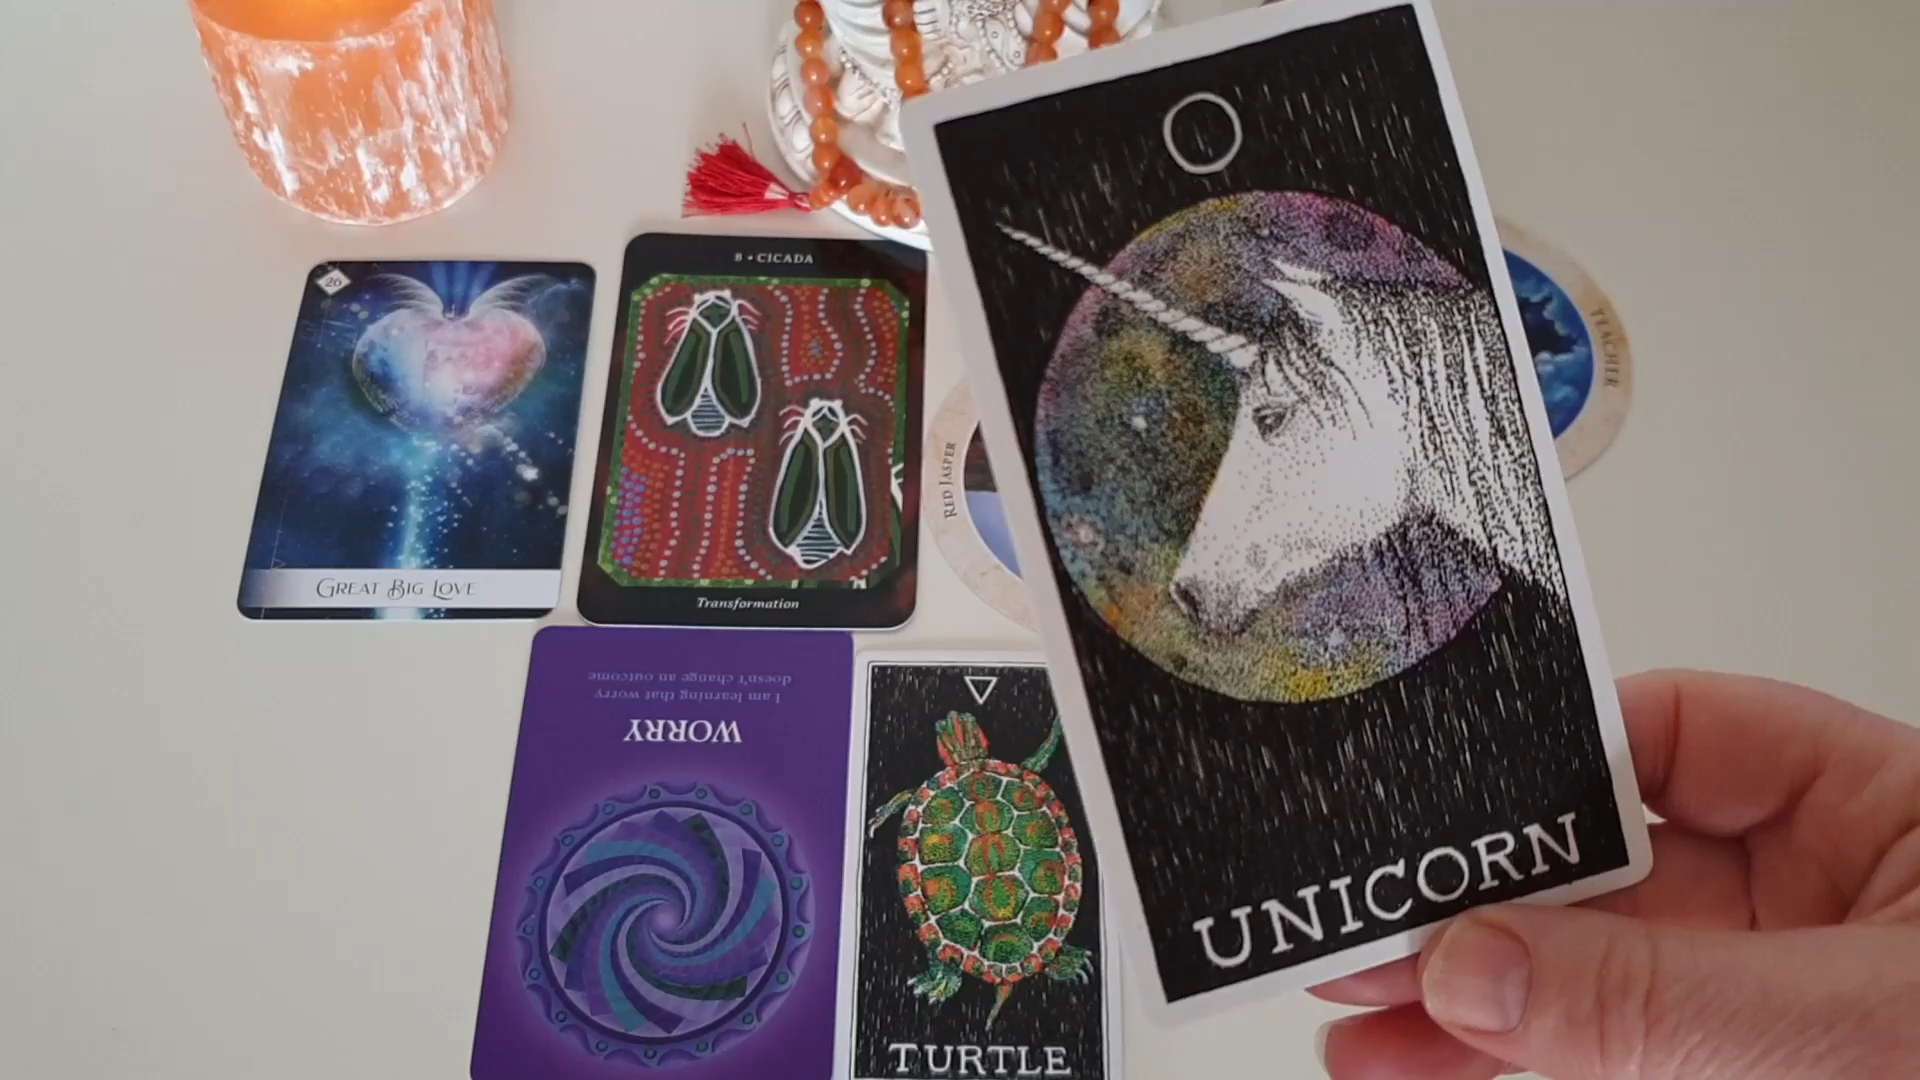 26
GREAT BIG LOVE
8 • CICADA
Transformation
RED JASPER
TEACHER
UNICORN
WORRY
I am learning that worry
doesn't change an outcome
TURTLE